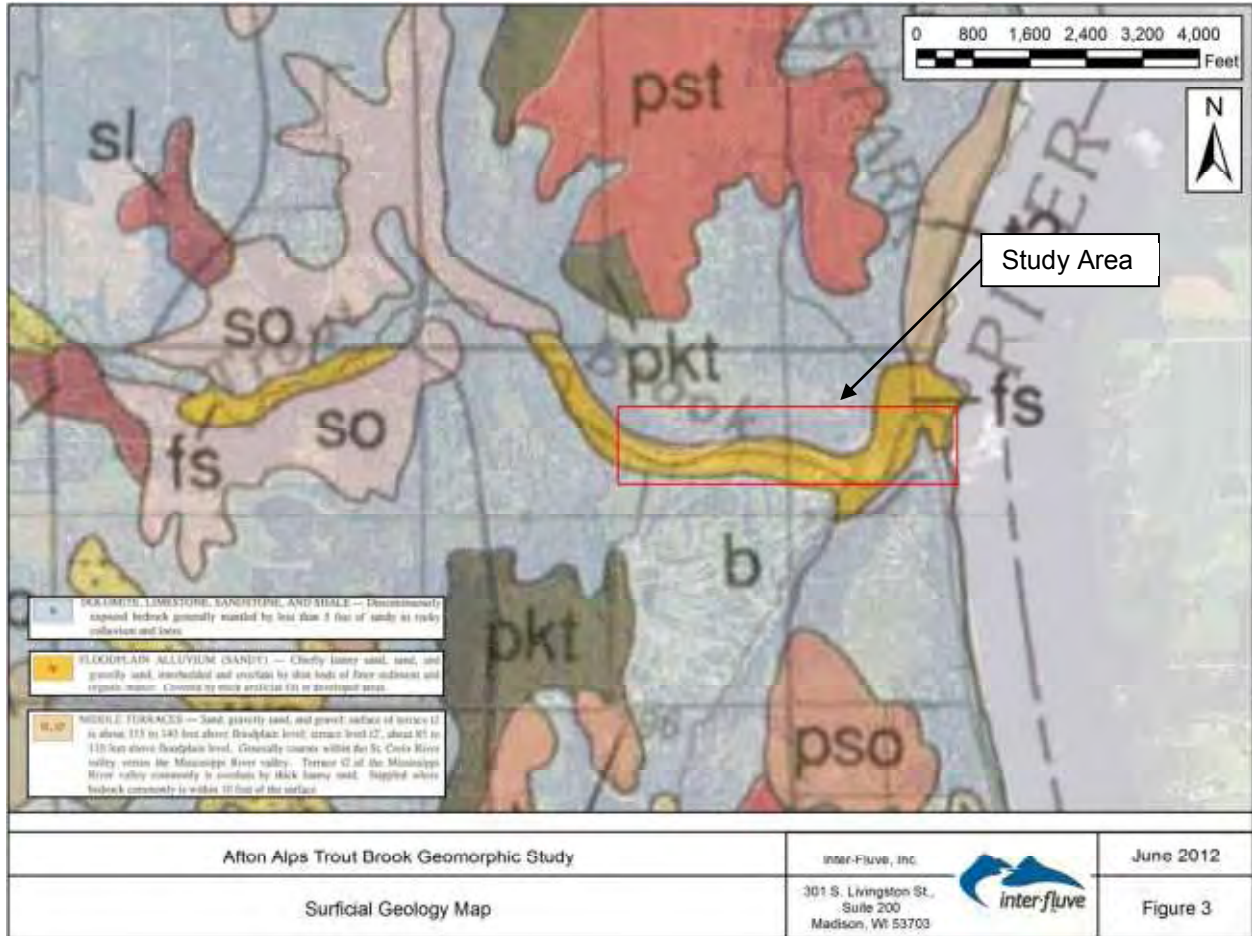 0 800 1,600 2,400 3,200 4,000
Feet
N
pst
sl
RIVER
Study Area
so
pkt
fs
so
fs
b
pkt
pso
DOLOMITE, LIMESTONE, SANDSTONE, AND SHALE — Discontinuously
exposed bedrock generally mantled by less than 5 feet of sandy to rocky
colluvium and loess.
FLOODPLAIN ALLUVIUM (SANDY) — Chiefly loamy sand, sand, and
gravelly sand, interbedded and overlain by thin beds of finer sediment and
organic matter. Covered by thick artificial fill in developed areas.
MIDDLE TERRACES — Sand, gravelly sand, and gravel; surface of terrace t2
is about 115 to 140 feet above floodplain level; terrace level t2', about 85 to
110 feet above floodplain level. Generally coarser within the St. Croix River
valley versus the Mississippi River valley. Terrace t2 of the Mississippi
River valley commonly is overlain by thick loamy sand. Stippled where
bedrock commonly is within 10 feet of the surface.
Afton Alps Trout Brook Geomorphic Study
Surficial Geology Map
Inter-Fluve, Inc.
301 S. Livingston St.,
Suite 200
Madison, WI 53703
inter·fluve
June 2012
Figure 3